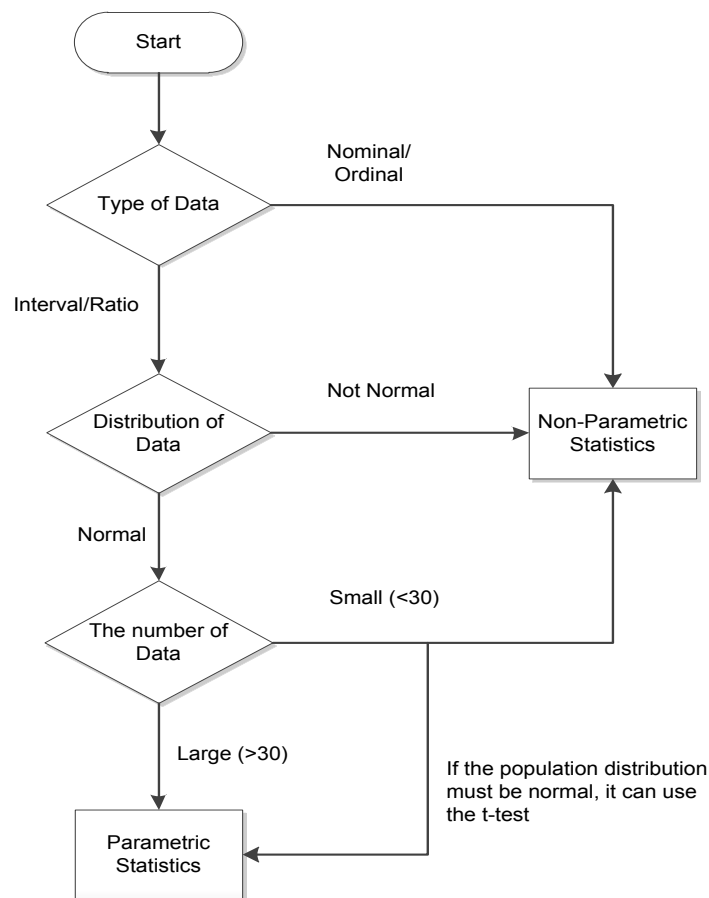 Start
Nominal/
Ordinal
Type of Data
Interval/Ratio
Not Normal
Distribution of
Data
Non-Parametric
Statistics
Normal
Small (<30)
The number of
Data
Large (>30)
If the population distribution
must be normal, it can use
the t-test
Parametric
Statistics